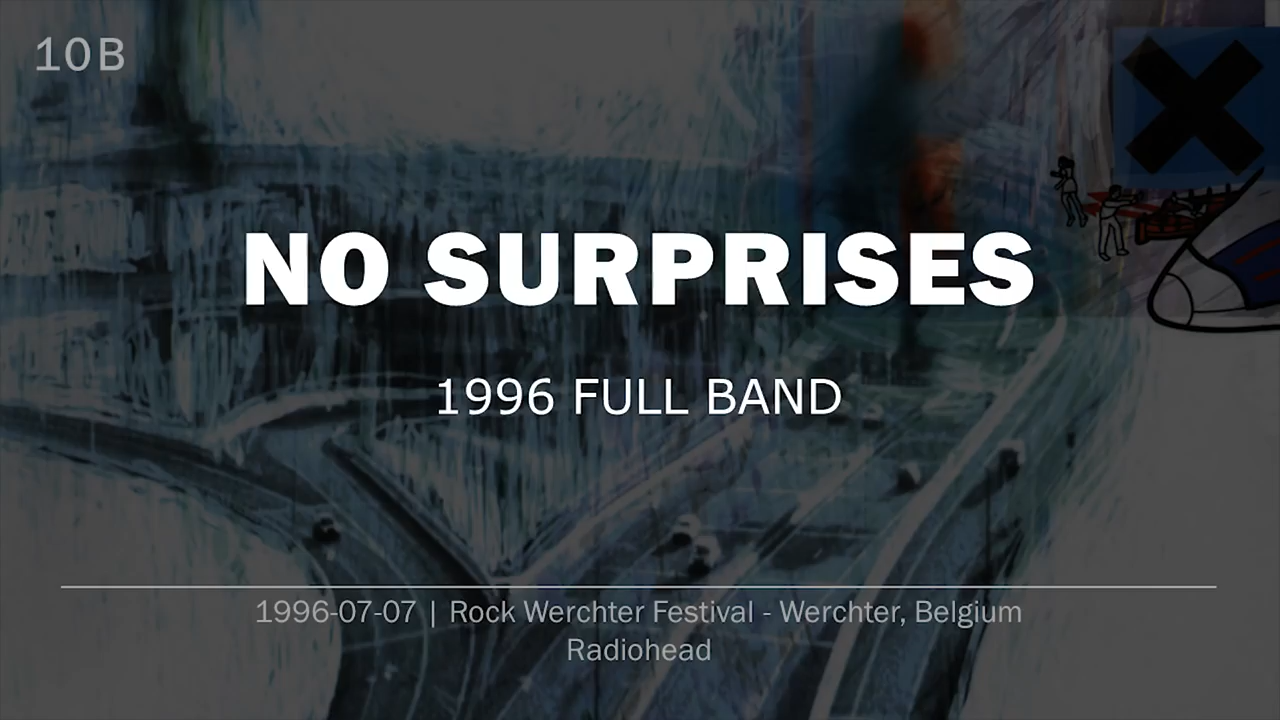 10B
NO SURPRISES
1996 FULL BAND
1996-07-07 | Rock Werchter Festival - Werchter, Belgium
Radiohead